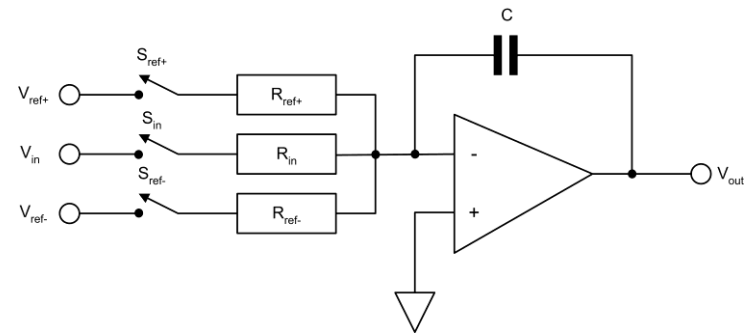 C
S_ref+
V_ref+
R_ref+
S_in
V_in
R_in
-
S_ref-
V_ref-
R_ref-
+
V_out